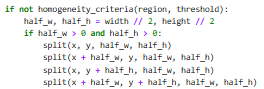 if not homogeneity_criteria(region, threshold):
    half_w, half_h = width // 2, height // 2
    if half_w > 0 and half_h > 0:
        split(x, y, half_w, half_h)
        split(x + half_w, y, half_w, half_h)
        split(x, y + half_h, half_w, half_h)
        split(x + half_w, y + half_h, half_w, half_h)